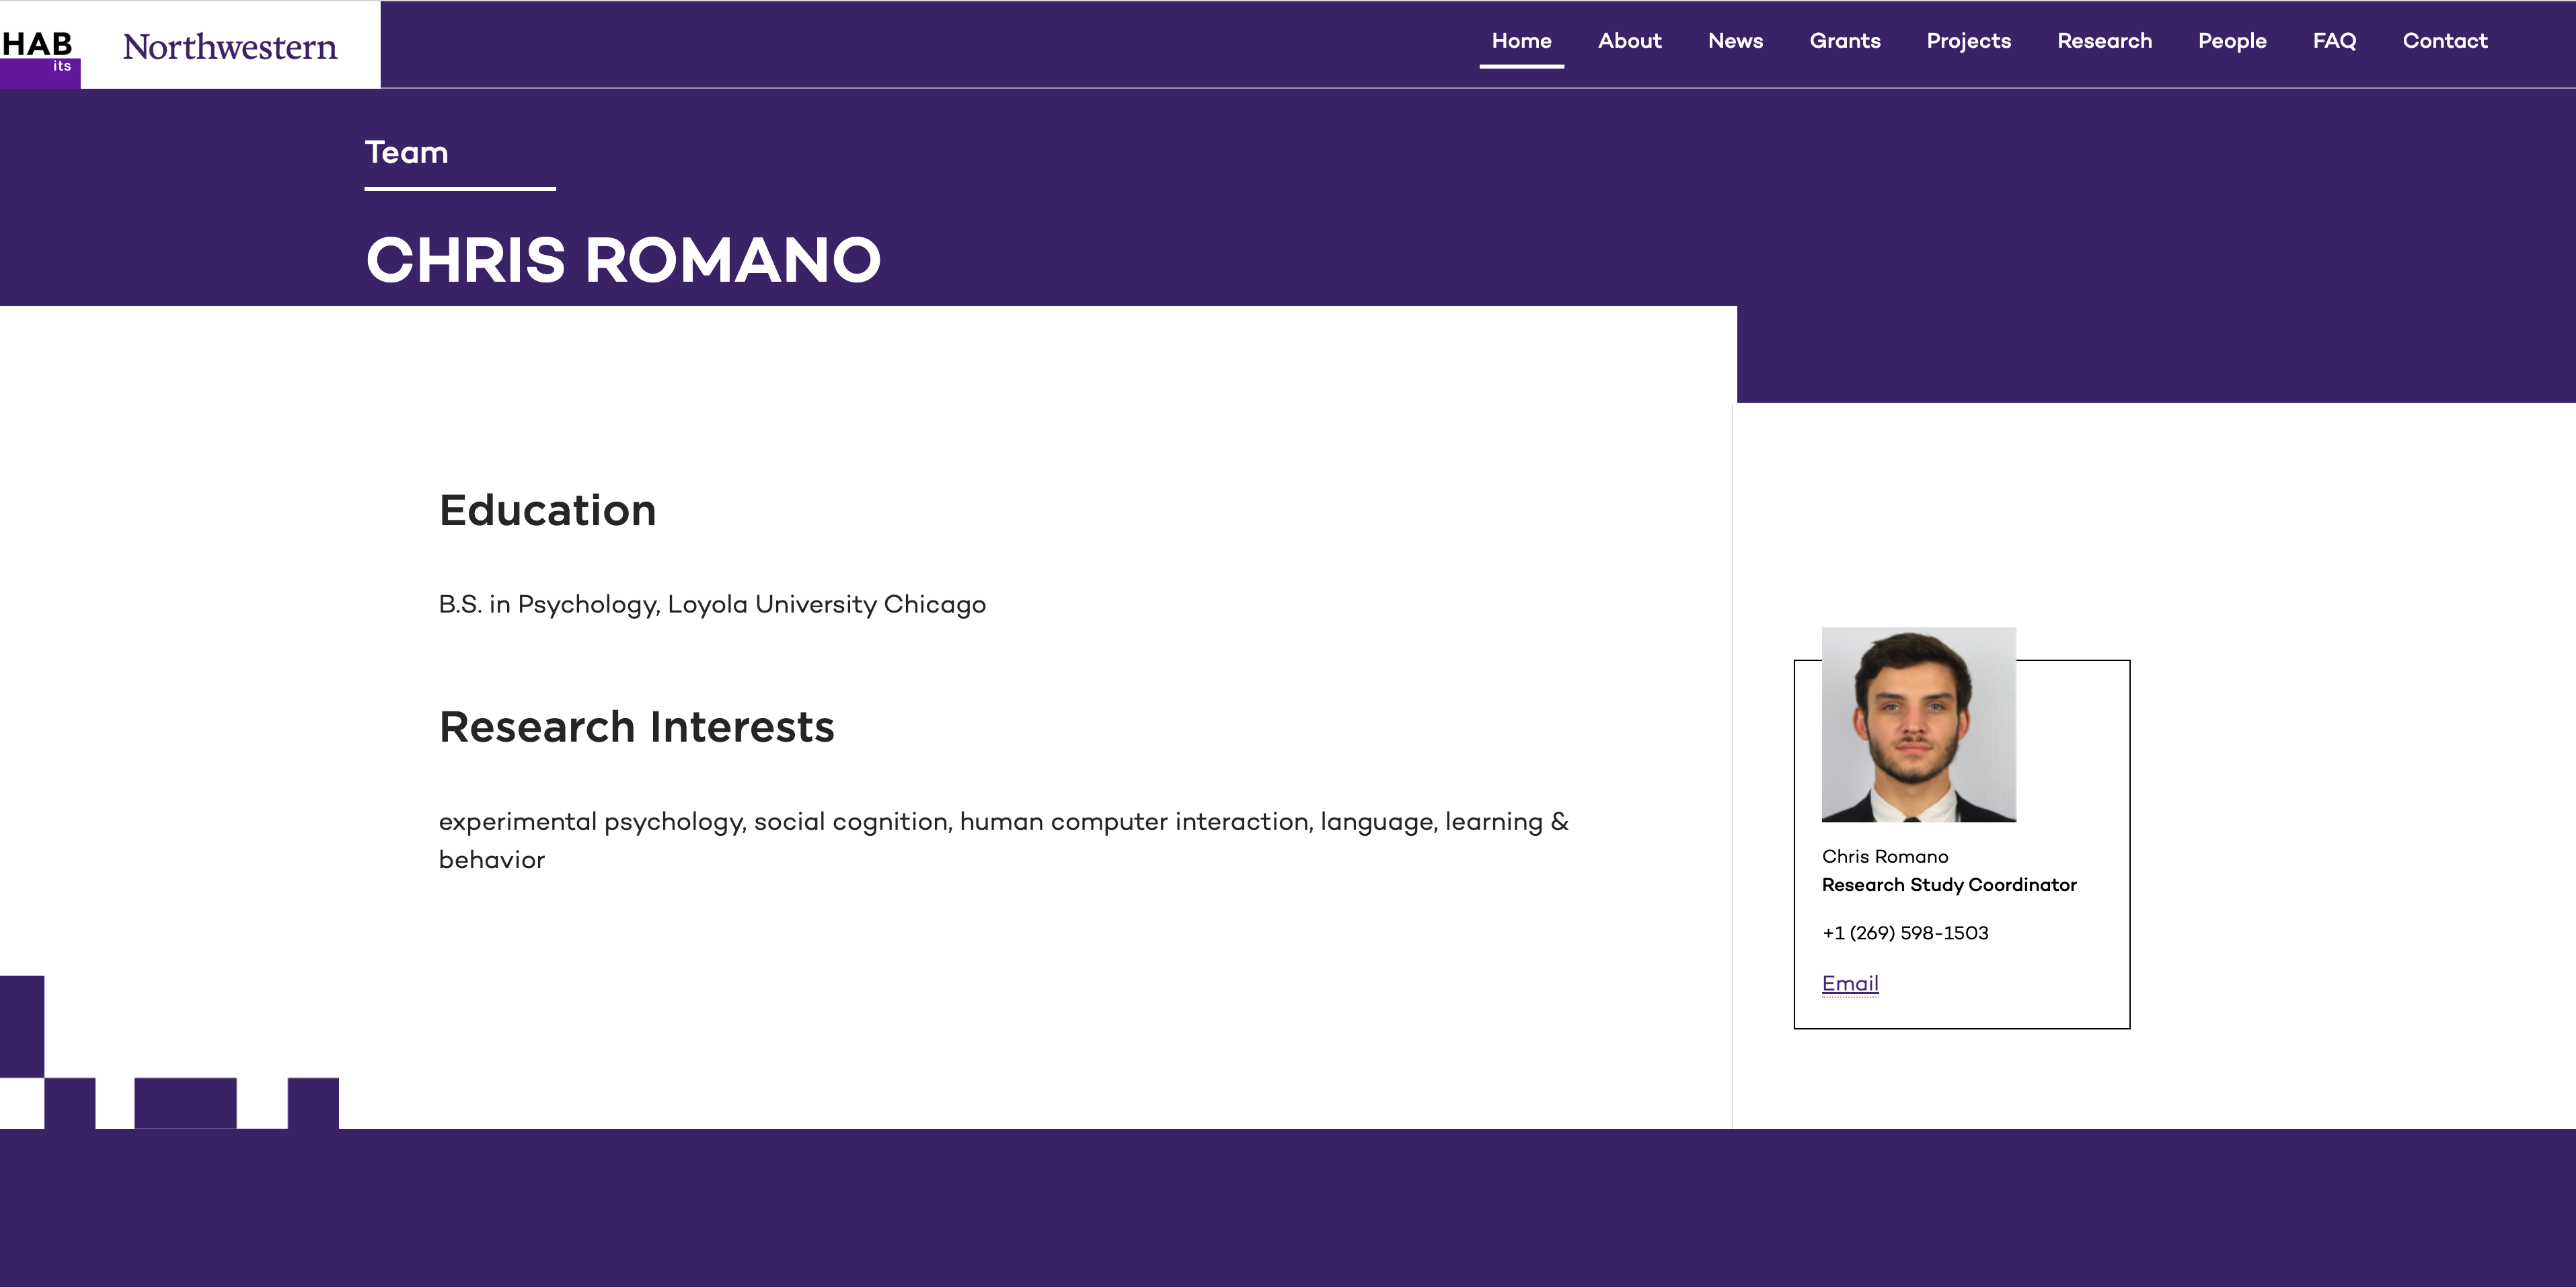 HAB
its
Northwestern
Home About News Grants Projects Research People FAQ Contact
Team
CHRIS ROMANO
Education
B.S. in Psychology, Loyola University Chicago
Research Interests
experimental psychology, social cognition, human computer interaction, language, learning &
behavior
Chris Romano
Research Study Coordinator
+1 (269) 598-1503
Email